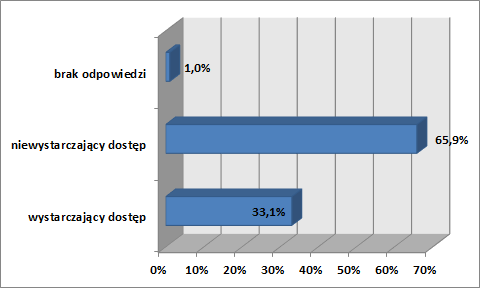 brak odpowiedzi
1,0%
niewystarczający dostęp
65,9%
wystarczający dostęp
33,1%
0% 10% 20% 30% 40% 50% 60% 70%